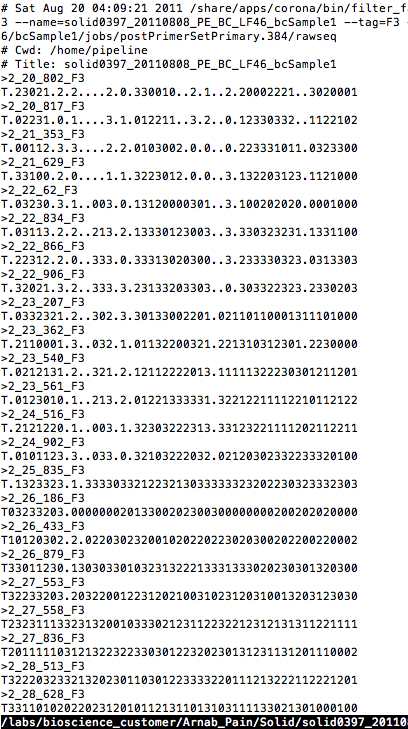 # Sat Aug 20 04:09:21 2011 /share/apps/corona/bin/filter_f
3 --name=solid0397_20110808_PE_BC_LF46_bcSample1 --tag=F3
6/bcSample1/jobs/postPrimerSetPrimary.384/rawseq
# Cwd: /home/pipeline
# Title: solid0397_20110808_PE_BC_LF46_bcSample1
>2_20_802_F3
T.23021.2.2....2.0.330010..2.1..2.20002221..3020001
>2_20_817_F3
T.02231.0.1....3.1.012211..3.2..0.12330332..1122102
>2_21_353_F3
T.00112.3.3....2.2.0103002.0.0..0.223331011.0323300
>2_21_629_F3
T.33100.2.0....1.1.3223012.0.0..3.132203123.1121000
>2_22_62_F3
T.03230.3.1..003.0.13120000301..3.100202020.0001000
>2_22_834_F3
T.03113.2.2..213.2.13330123003..3.330323231.1331100
>2_22_866_F3
T.22312.2.0..333.0.33313020300..3.233330323.0313303
>2_22_906_F3
T.32021.3.2..333.3.23133203303..0.303322323.2330203
>2_23_207_F3
T.0332321.2..302.3.30133002201.02110110001311101000
>2_23_362_F3
T.2110001.3..032.1.01132200321.221310312301.2230000
>2_23_540_F3
T.0212131.2..321.2.12112222013.11111322230301211201
>2_23_561_F3
T.0123010.1..213.2.01221333331.32212211112210112122
>2_24_516_F3
T.2121220.1..003.1.32303222313.33123221111202112211
>2_24_902_F3
T.0101123.3..033.0.32103222032.02120302332233320100
>2_25_835_F3
T.1323323.1.333303321223213033333323202230323332303
>2_26_186_F3
T03233203.00000020133002023003000000000200202020000
>2_26_433_F3
T10120302.2.022030232001020220223020300202200220002
>2_26_879_F3
T33011230.13030330103231322213331333020230301320300
>2_27_553_F3
T32233203.20322001223120210031023120310013203123030
>2_27_558_F3
T23231113323132001033302123112232212312131311221111
>2_27_836_F3
T20111110312132232233030122320230131231131201110002
>2_28_513_F3
T32220323321320230110301223333220111213222112221201
>2_28_628_F3
T33110102022023120101121311013103111133021301000100
/labs/bioscience_customer/Arnab_Pain/Solid/solid0397_20110